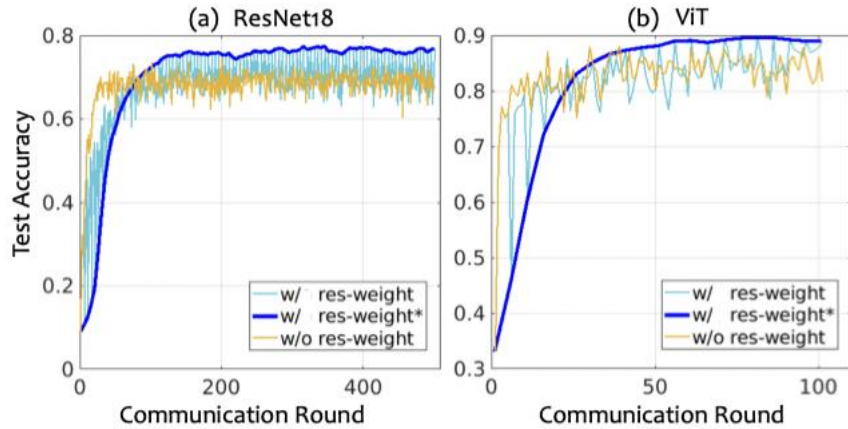 (a) ResNet18
(b) ViT
Test Accuracy
0.8
0.6
0.4
0.2
0
0
200
400
w/ res-weight
w/ res-weight*
w/o res-weight
Communication Round
0.9
0.8
0.7
0.6
0.5
0.4
0.3
0
50
100
w/ res-weight
w/ res-weight*
w/o res-weight
Communication Round